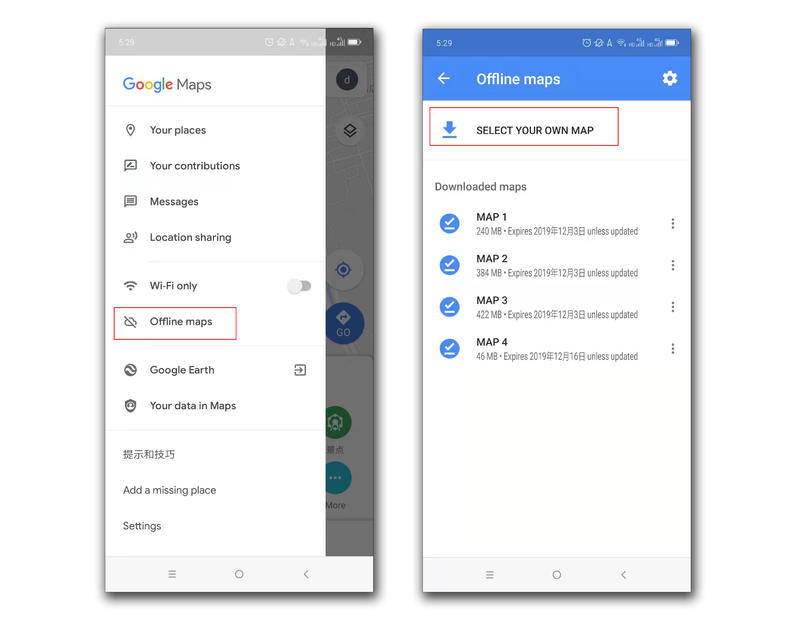 5:29
Google Maps
d
Your places
Your contributions
Messages
Location sharing
Wi-Fi only
Offline maps
GO
Google Earth
Your data in Maps
景点
More
提示和技巧
Add a missing place
Settings
5:29
Offline maps
SELECT YOUR OWN MAP
Downloaded maps
MAP 1
240 MB • Expires 2019年12月3日 unless updated
MAP 2
384 MB • Expires 2019年12月3日 unless updated
MAP 3
422 MB • Expires 2019年12月3日 unless updated
MAP 4
46 MB • Expires 2019年12月16日 unless updated